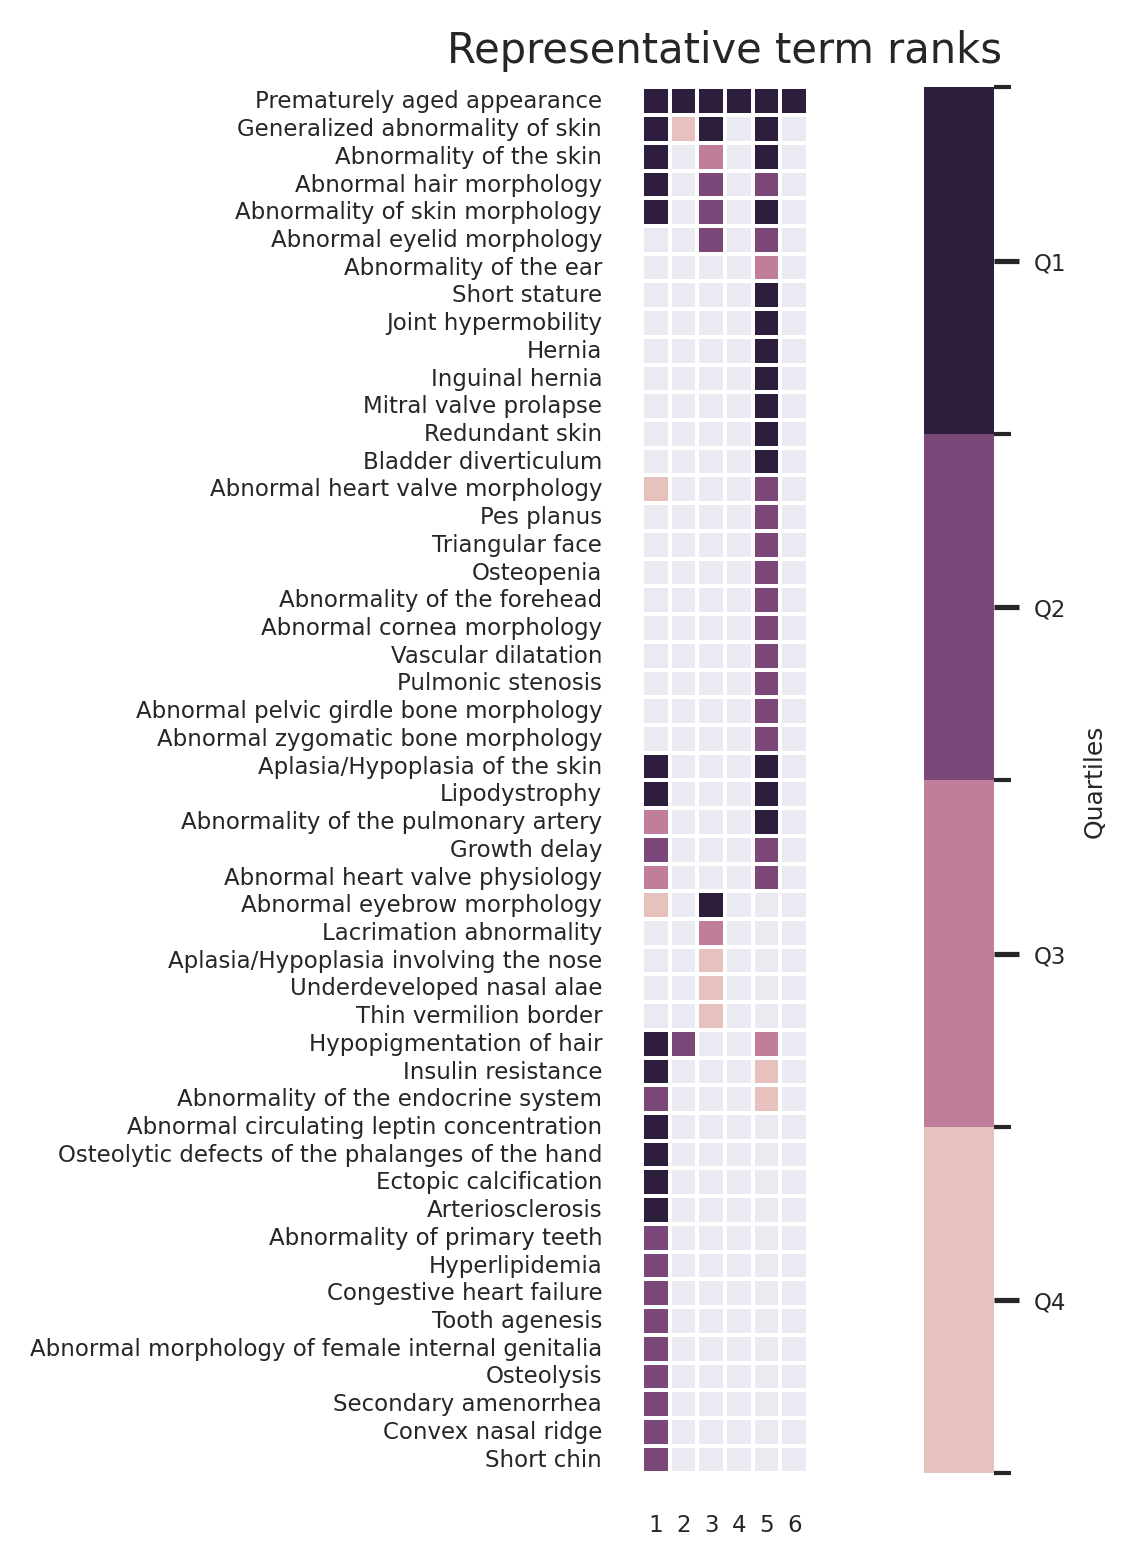 Representative term ranks
Prematurely aged appearance
Generalized abnormality of skin
Abnormality of the skin
Abnormal hair morphology
Abnormality of skin morphology
Abnormal eyelid morphology
Abnormality of the ear
Short stature
Joint hypermobility
Hernia
Inguinal hernia
Mitral valve prolapse
Redundant skin
Bladder diverticulum
Abnormal heart valve morphology
Pes planus
Triangular face
Osteopenia
Abnormality of the forehead
Abnormal cornea morphology
Vascular dilatation
Pulmonic stenosis
Abnormal pelvic girdle bone morphology
Abnormal zygomatic bone morphology
Aplasia/Hypoplasia of the skin
Lipodystrophy
Abnormality of the pulmonary artery
Growth delay
Abnormal heart valve physiology
Abnormal eyebrow morphology
Lacrimation abnormality
Aplasia/Hypoplasia involving the nose
Underdeveloped nasal alae
Thin vermilion border
Hypopigmentation of hair
Insulin resistance
Abnormality of the endocrine system
Abnormal circulating leptin concentration
Osteolytic defects of the phalanges of the hand
Ectopic calcification
Arteriosclerosis
Abnormality of primary teeth
Hyperlipidemia
Congestive heart failure
Tooth agenesis
Abnormal morphology of female internal genitalia
Osteolysis
Secondary amenorrhea
Convex nasal ridge
Short chin
1 2 3 4 5 6
Q1
Q2
Q3
Q4
Quartiles